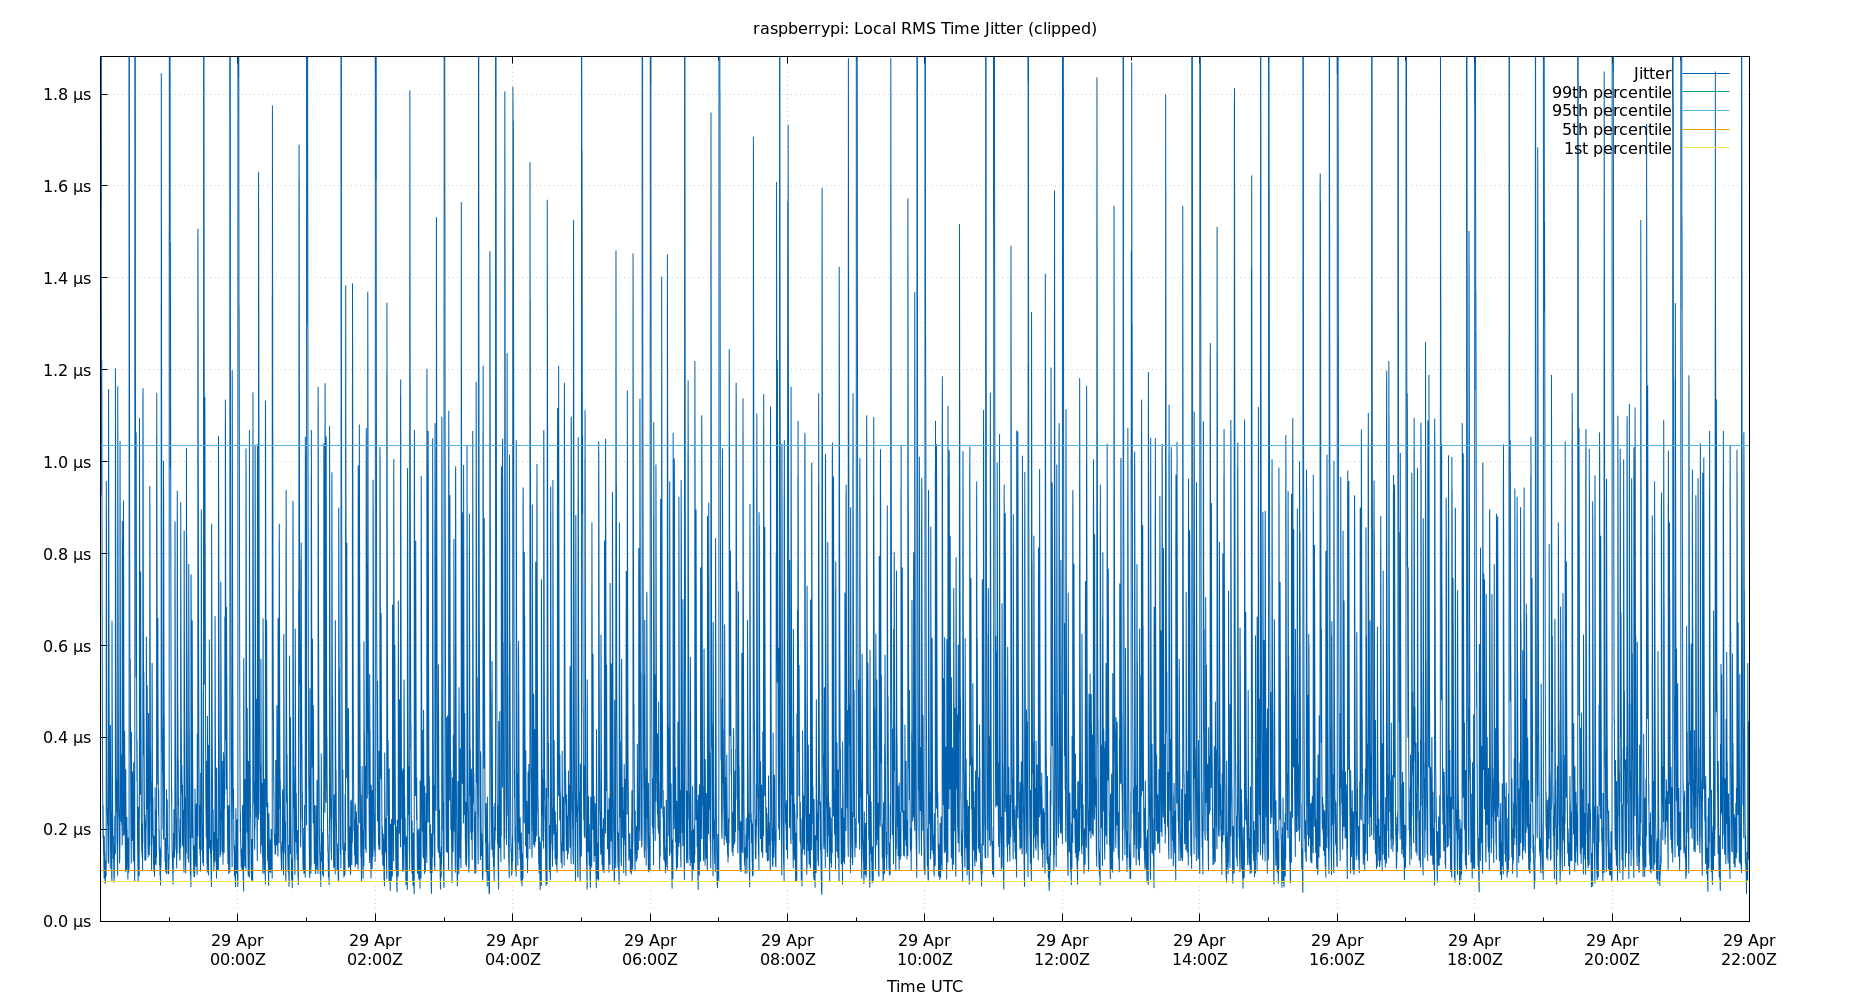 raspberrypi: Local RMS Time Jitter (clipped)
Jitter
99th percentile
95th percentile
5th percentile
1st percentile
1.8 µs
1.6 µs
1.4 µs
1.2 µs
1.0 µs
0.8 µs
0.6 µs
0.4 µs
0.2 µs
0.0 µs
29 Apr 29 Apr 29 Apr 29 Apr 29 Apr 29 Apr 29 Apr 29 Apr 29 Apr 29 Apr 29 Apr 29 Apr
00:00Z 02:00Z 04:00Z 06:00Z 08:00Z 10:00Z 12:00Z 14:00Z 16:00Z 18:00Z 20:00Z 22:00Z
Time UTC